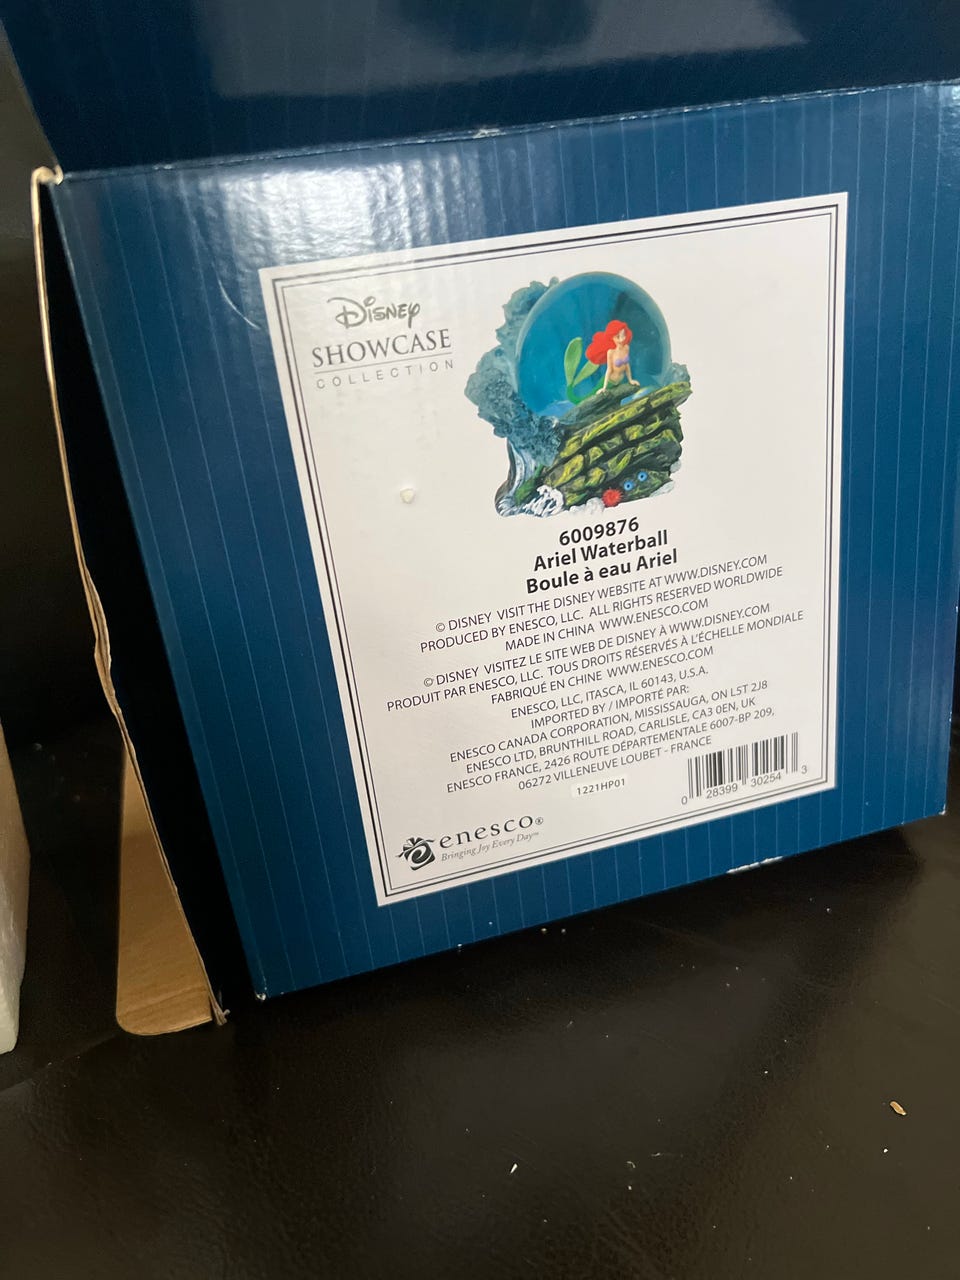 Disney
SHOWCASE
COLLECTION
6009876
Ariel Waterball
Boule à eau Ariel
© DISNEY VISIT THE DISNEY WEBSITE AT WWW.DISNEY.COM
PRODUCED BY ENESCO, LLC. ALL RIGHTS RESERVED WORLDWIDE
MADE IN CHINA WWW.ENESCO.COM
© DISNEY VISITEZ LE SITE WEB DE DISNEY À WWW.DISNEY.COM
PRODUIT PAR ENESCO, LLC. TOUS DROITS RÉSERVÉS À L'ÉCHELLE MONDIALE
FABRIQUÉ EN CHINE WWW.ENESCO.COM
ENESCO, LLC, ITASCA, IL 60143, U.S.A.
IMPORTED BY / IMPORTÉ PAR:
ENESCO CANADA CORPORATION, MISSISSAUGA, ON L5T 2J8
ENESCO LTD, BRUNTHILL ROAD, CARLISLE, CA3 0EN, UK
ENESCO FRANCE, 2426 ROUTE DÉPARTEMENTALE 6007-BP 209,
06272 VILLENEUVE LOUBET - FRANCE
1221HP01
0 28399 30254 3
enesco®
Bringing Joy Every Day™